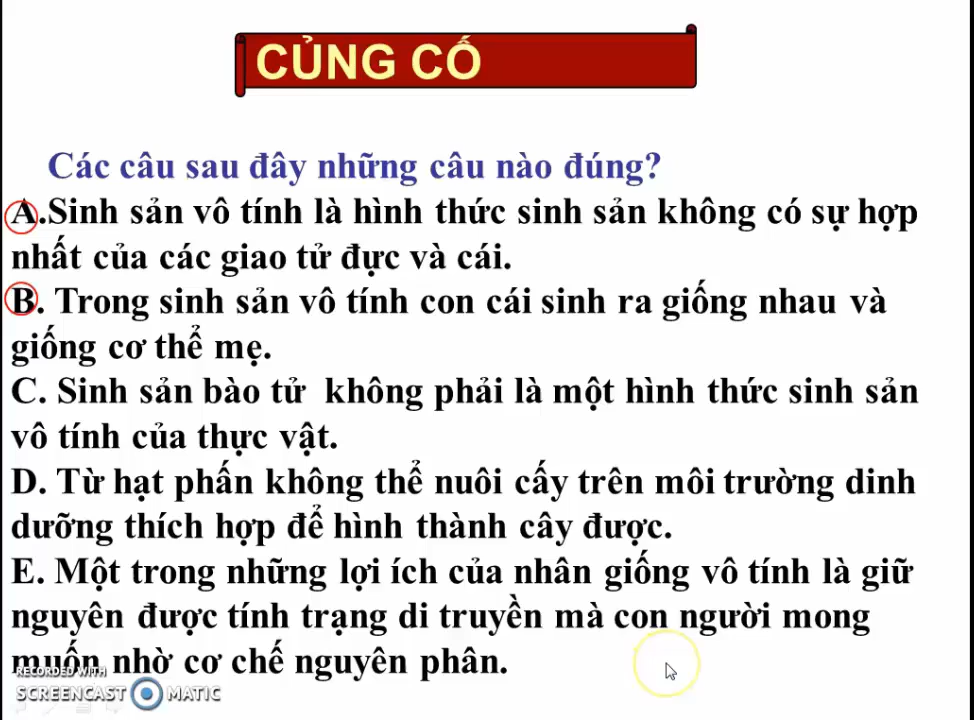 CỦNG CỐ
Các câu sau đây những câu nào đúng?
A.Sinh sản vô tính là hình thức sinh sản không có sự hợp
nhất của các giao tử đực và cái.
B. Trong sinh sản vô tính con cái sinh ra giống nhau và
giống cơ thể mẹ.
C. Sinh sản bào tử không phải là một hình thức sinh sản
vô tính của thực vật.
D. Từ hạt phấn không thể nuôi cấy trên môi trường dinh
dưỡng thích hợp để hình thành cây được.
E. Một trong những lợi ích của nhân giống vô tính là giữ
nguyên được tính trạng di truyền mà con người mong
muốn nhờ cơ chế nguyên phân.
RECORDED WITH
SCREENCAST MATIC